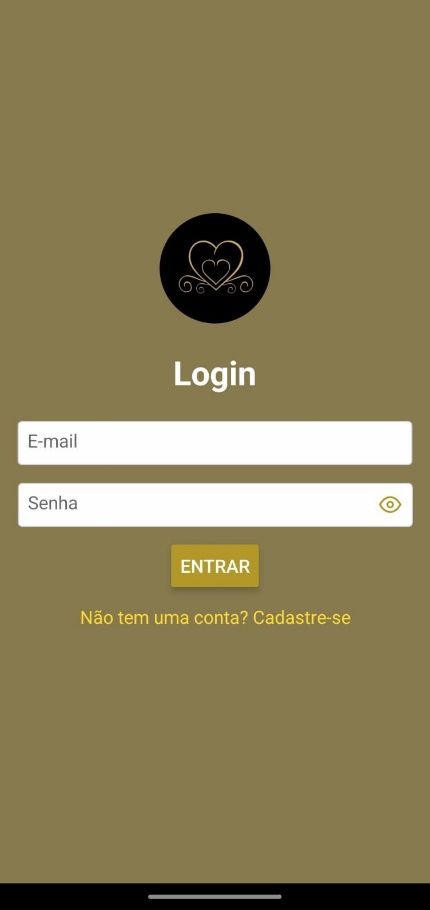 Login
E-mail
Senha
ENTRAR
Não tem uma conta? Cadastre-se